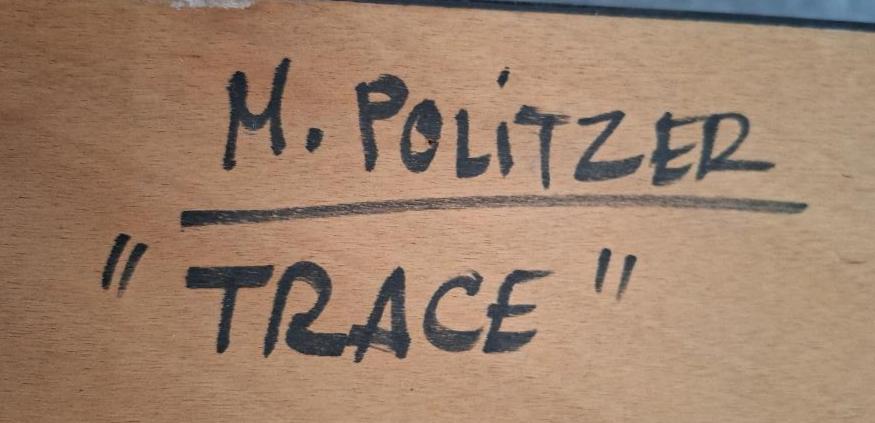 M. POLiTZER
"TRACE"